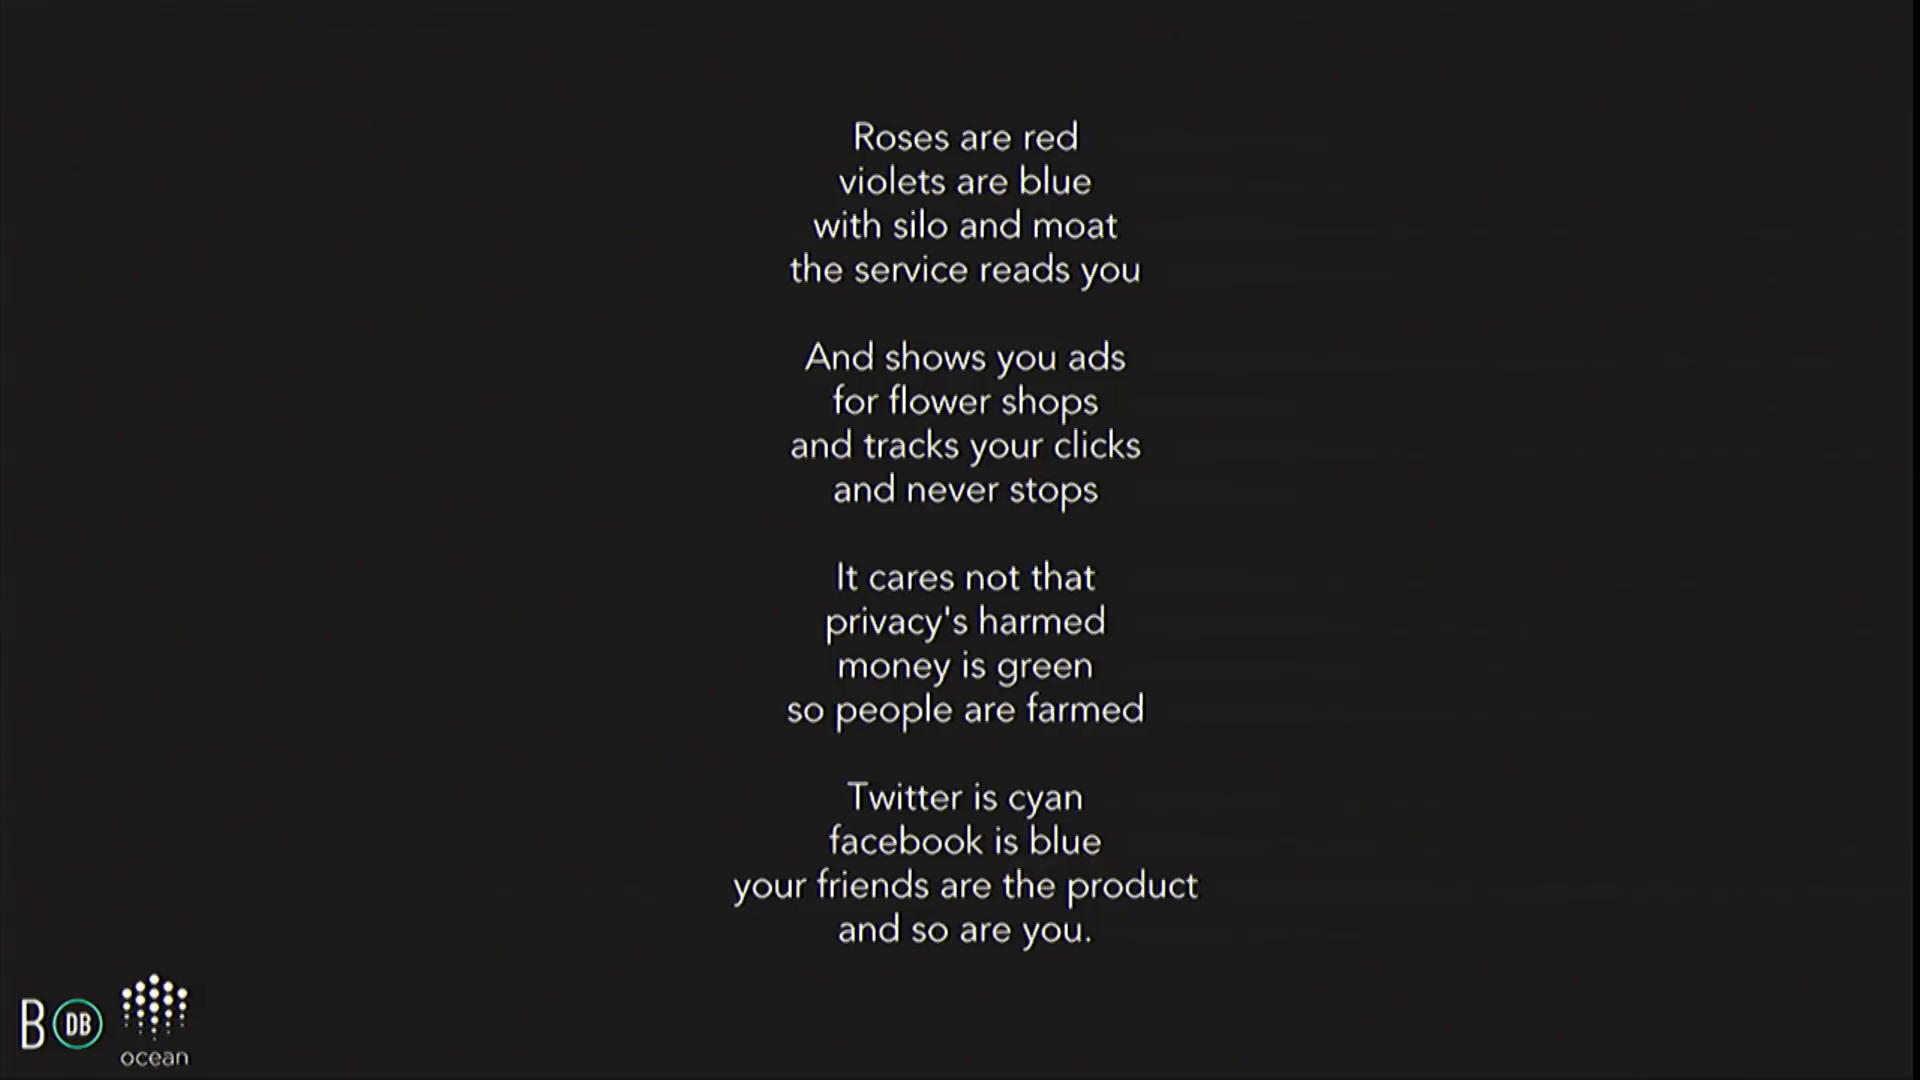 Roses are red
violets are blue
with silo and moat
the service reads you
And shows you ads
for flower shops
and tracks your clicks
and never stops
It cares not that
privacy's harmed
money is green
so people are farmed
Twitter is cyan
facebook is blue
your friends are the product
and so are you.
B DB
ocean